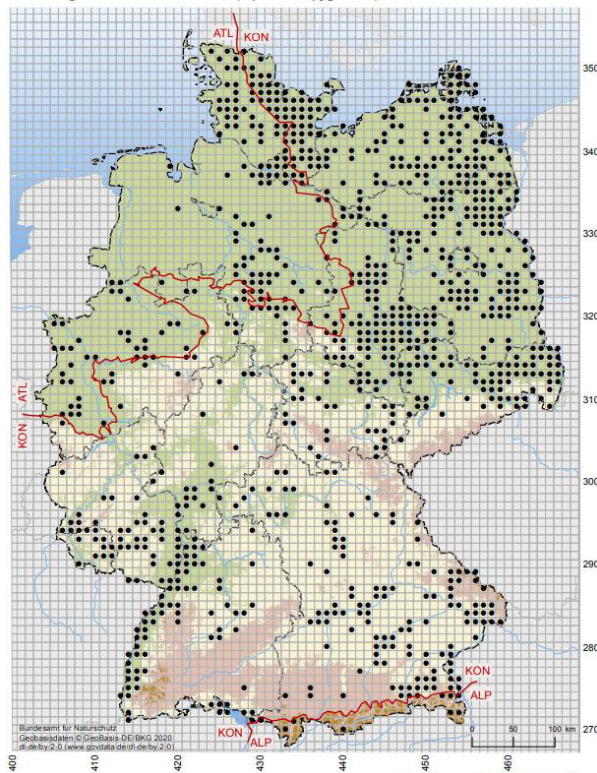 ATL KON
350
340
330
320
310
300
290
280
270
ATL
KON
KON
ALP
KON
ALP
Bundesamt für Naturschutz
Geobasisdaten © GeoBasis-DE/BKG 2020
dl-de/by-2-0 (www.govdata.de/dl-de/by-2-0)
0 50 100 km
400 410 420 430 440 450 460